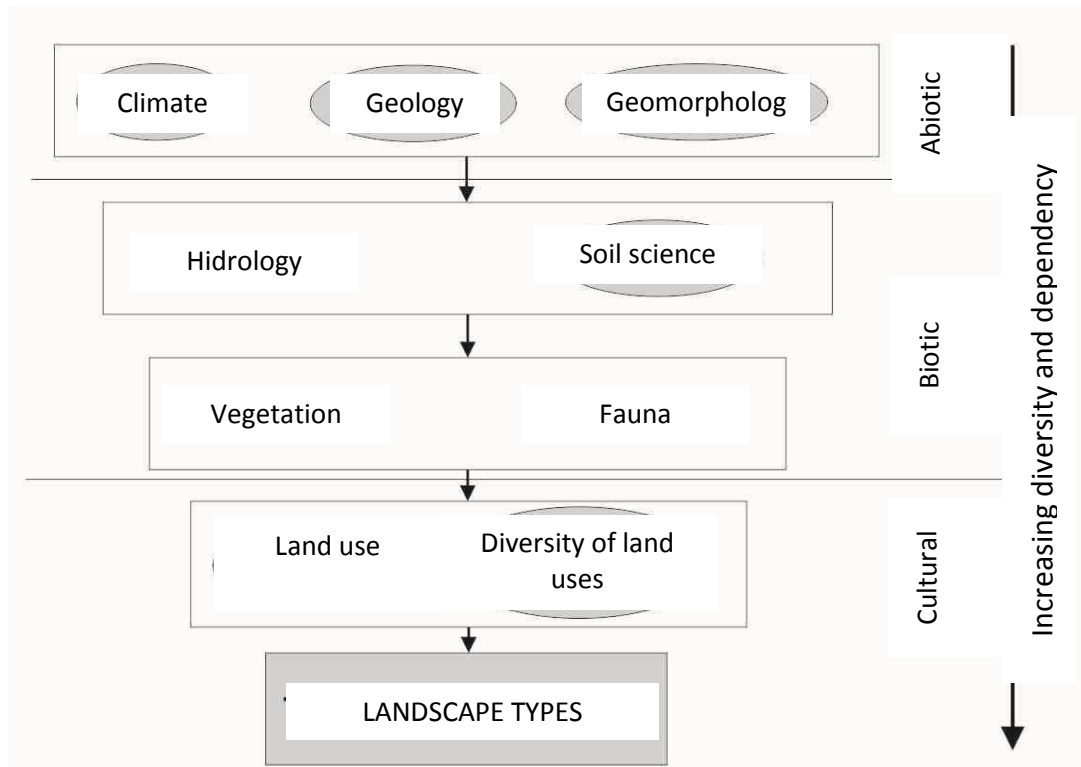 Climate
Geology
Geomorpholog
Abiotic
Hidrology
Soil science
Biotic
Vegetation
Fauna
Land use
Diversity of land
uses
Cultural
LANDSCAPE TYPES
Increasing diversity and dependency